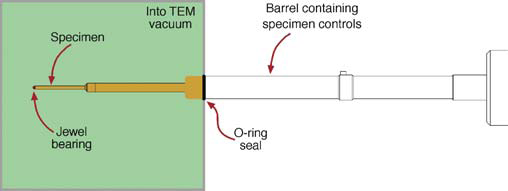 Into TEM
vacuum
Specimen
Barrel containing
specimen controls
Jewel
bearing
O-ring
seal